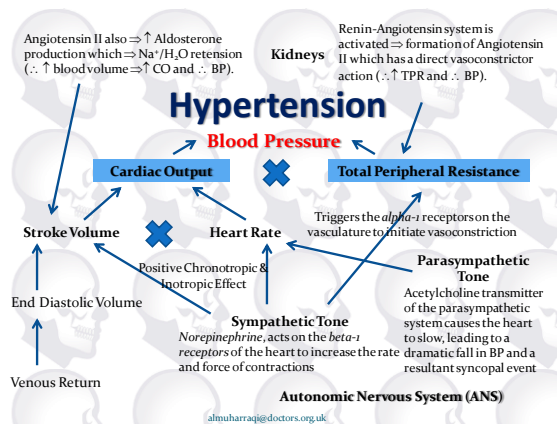 Angiotensin II also ⇒ ↑ Aldosterone
production which ⇒ Na⁺/H₂O retension
(∴ ↑ blood volume ⇒↑ CO and ∴ BP).
Kidneys
Renin-Angiotensin system is
activated ⇒ formation of Angiotensin
II which has a direct vasoconstrictor
action (∴↑ TPR and ∴ BP).
Hypertension
Blood Pressure
Cardiac Output
Total Peripheral Resistance
Triggers the alpha-1 receptors on the
vasculature to initiate vasoconstriction
Stroke Volume
Heart Rate
Positive Chronotropic &
Inotropic Effect
Parasympathetic
Tone
Acetylcholine transmitter
of the parasympathetic
system causes the heart
to slow, leading to a
dramatic fall in BP and a
resultant syncopal event
End Diastolic Volume
Sympathetic Tone
Norepinephrine, acts on the beta-1
receptors of the heart to increase the rate
and force of contractions
Venous Return
Autonomic Nervous System (ANS)
almuharraqi@doctors.org.uk